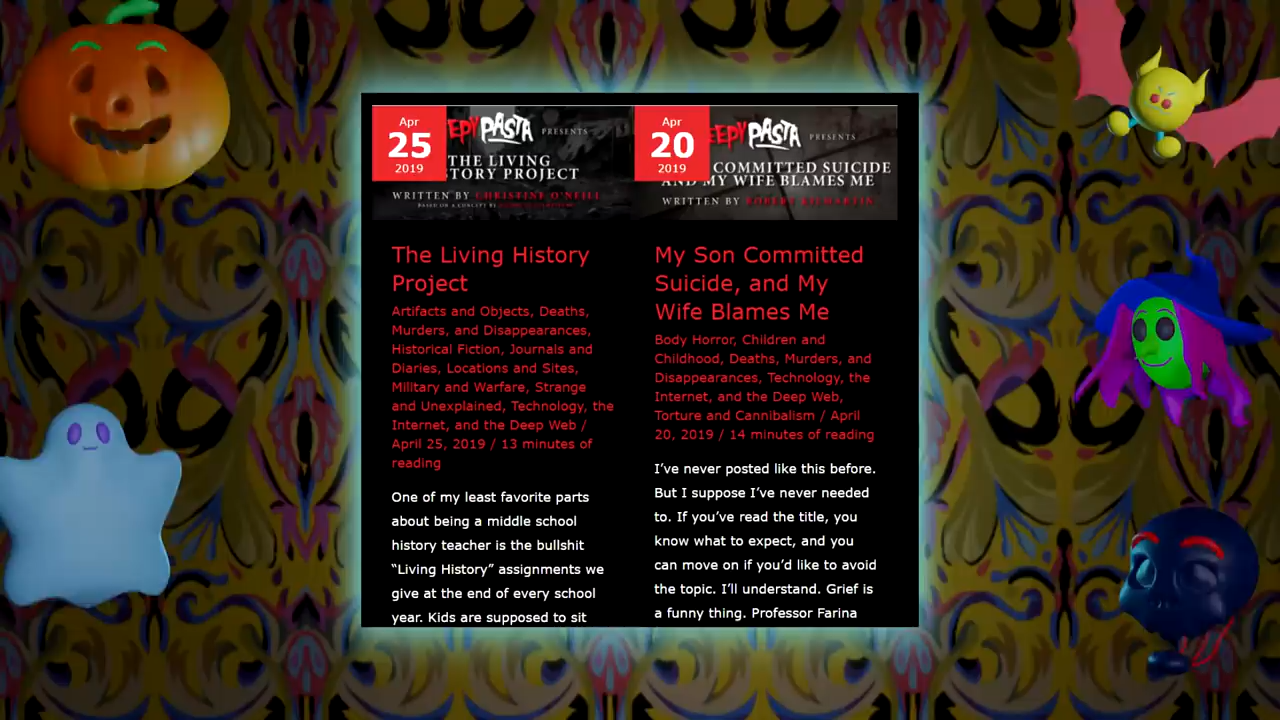 Apr
25
2019
EPY PASTA PRESENTS
THE LIVING
STORY PROJECT
WRITTEN BY CHRISTINE O'NEILL
Apr
20
2019
EEPY PASTA PRESENTS
COMMITTED SUICIDE
AND MY WIFE BLAMES ME
WRITTEN BY ROBERT KILMARTIN
The Living History
Project
Artifacts and Objects, Deaths,
Murders, and Disappearances,
Historical Fiction, Journals and
Diaries, Locations and Sites,
Military and Warfare, Strange
and Unexplained, Technology, the
Internet, and the Deep Web /
April 25, 2019 / 13 minutes of
reading
One of my least favorite parts
about being a middle school
history teacher is the bullshit
“Living History” assignments we
give at the end of every school
year. Kids are supposed to sit
My Son Committed
Suicide, and My
Wife Blames Me
Body Horror, Children and
Childhood, Deaths, Murders, and
Disappearances, Technology, the
Internet, and the Deep Web,
Torture and Cannibalism / April
20, 2019 / 14 minutes of reading
I’ve never posted like this before.
But I suppose I’ve never needed
to. If you’ve read the title, you
know what to expect, and you
can move on if you’d like to avoid
the topic. I’ll understand. Grief is
a funny thing. Professor Farina